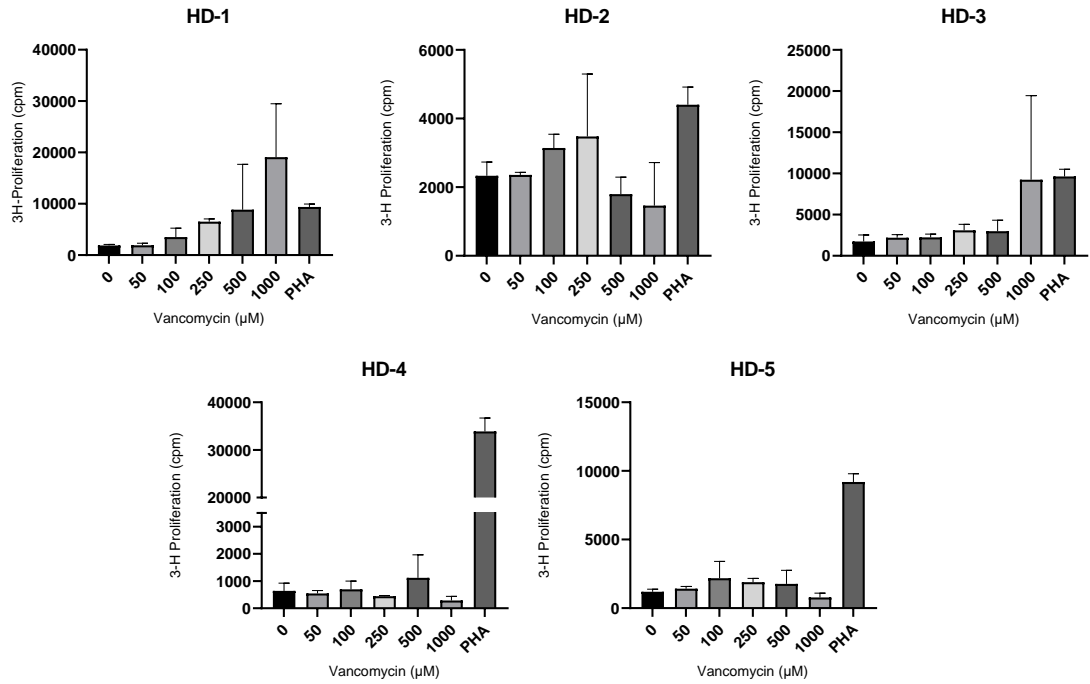 HD-1
3H-Proliferation (cpm)
40000
30000
20000
10000
0
0 50 100 250 500 1000 PHA
Vancomycin (µM)
HD-2
3-H Proliferation (cpm)
6000
4000
2000
0
0 50 100 250 500 1000 PHA
Vancomycin (µM)
HD-3
3-H Proliferation (cpm)
25000
20000
15000
10000
5000
0
0 50 100 250 500 1000 PHA
Vancomycin (µM)
HD-4
3-H Proliferation (cpm)
40000
30000
20000
3000
2000
1000
0
0 50 100 250 500 1000 PHA
Vancomycin (µM)
HD-5
3-H Proliferation (cpm)
15000
10000
5000
0
0 50 100 250 500 1000 PHA
Vancomycin (µM)